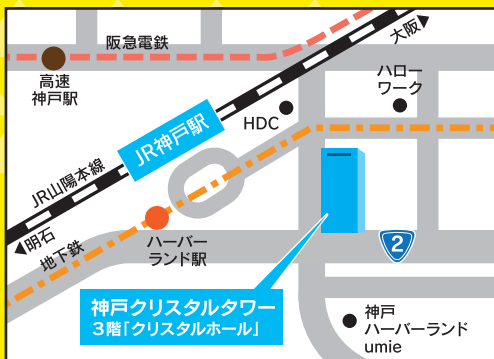 阪急電鉄
大阪
高速
神戸駅
ハロー
ワーク
HDC
JR神戸駅
JR山陽本線
明石
地下鉄
ハーバー
ランド駅
2
神戸クリスタルタワー
3階「クリスタルホール」
神戸
ハーバーランド
umie